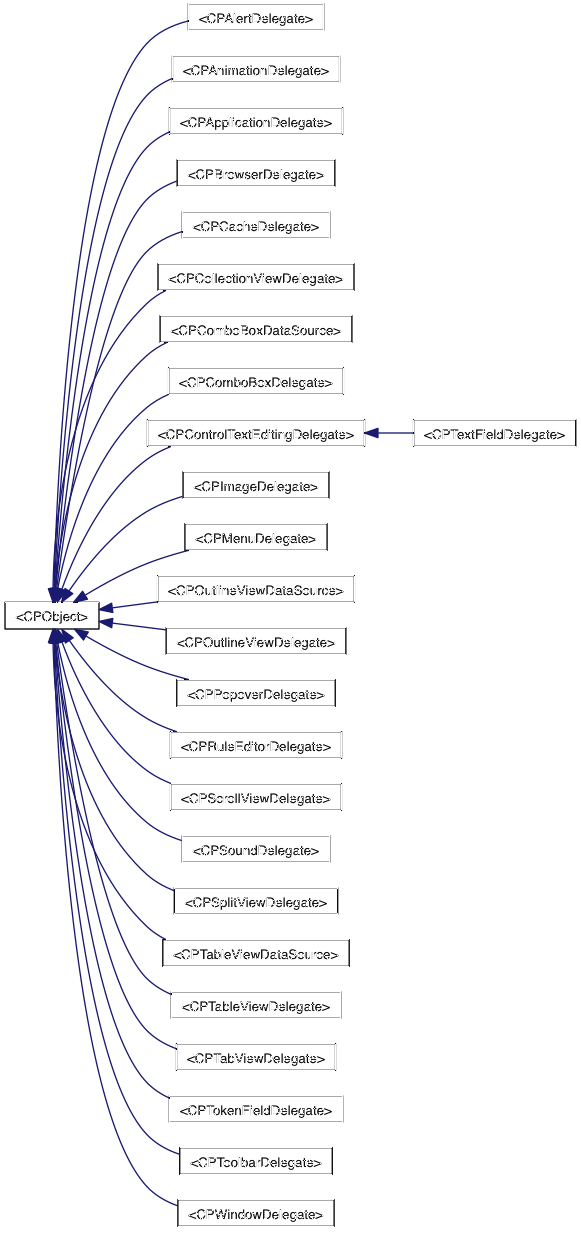 <CPAlertDelegate>
<CPAnimationDelegate>
<CPApplicationDelegate>
<CPBrowserDelegate>
<CPCacheDelegate>
<CPCollectionViewDelegate>
<CPComboBoxDataSource>
<CPComboBoxDelegate>
<CPControlTextEditingDelegate>
<CPTextFieldDelegate>
<CPImageDelegate>
<CPMenuDelegate>
<CPOutlineViewDataSource>
<CPObject>
<CPOutlineViewDelegate>
<CPPopoverDelegate>
<CPRuleEditorDelegate>
<CPScrollViewDelegate>
<CPSoundDelegate>
<CPSplitViewDelegate>
<CPTableViewDataSource>
<CPTableViewDelegate>
<CPTabViewDelegate>
<CPTokenFieldDelegate>
<CPToolbarDelegate>
<CPWindowDelegate>